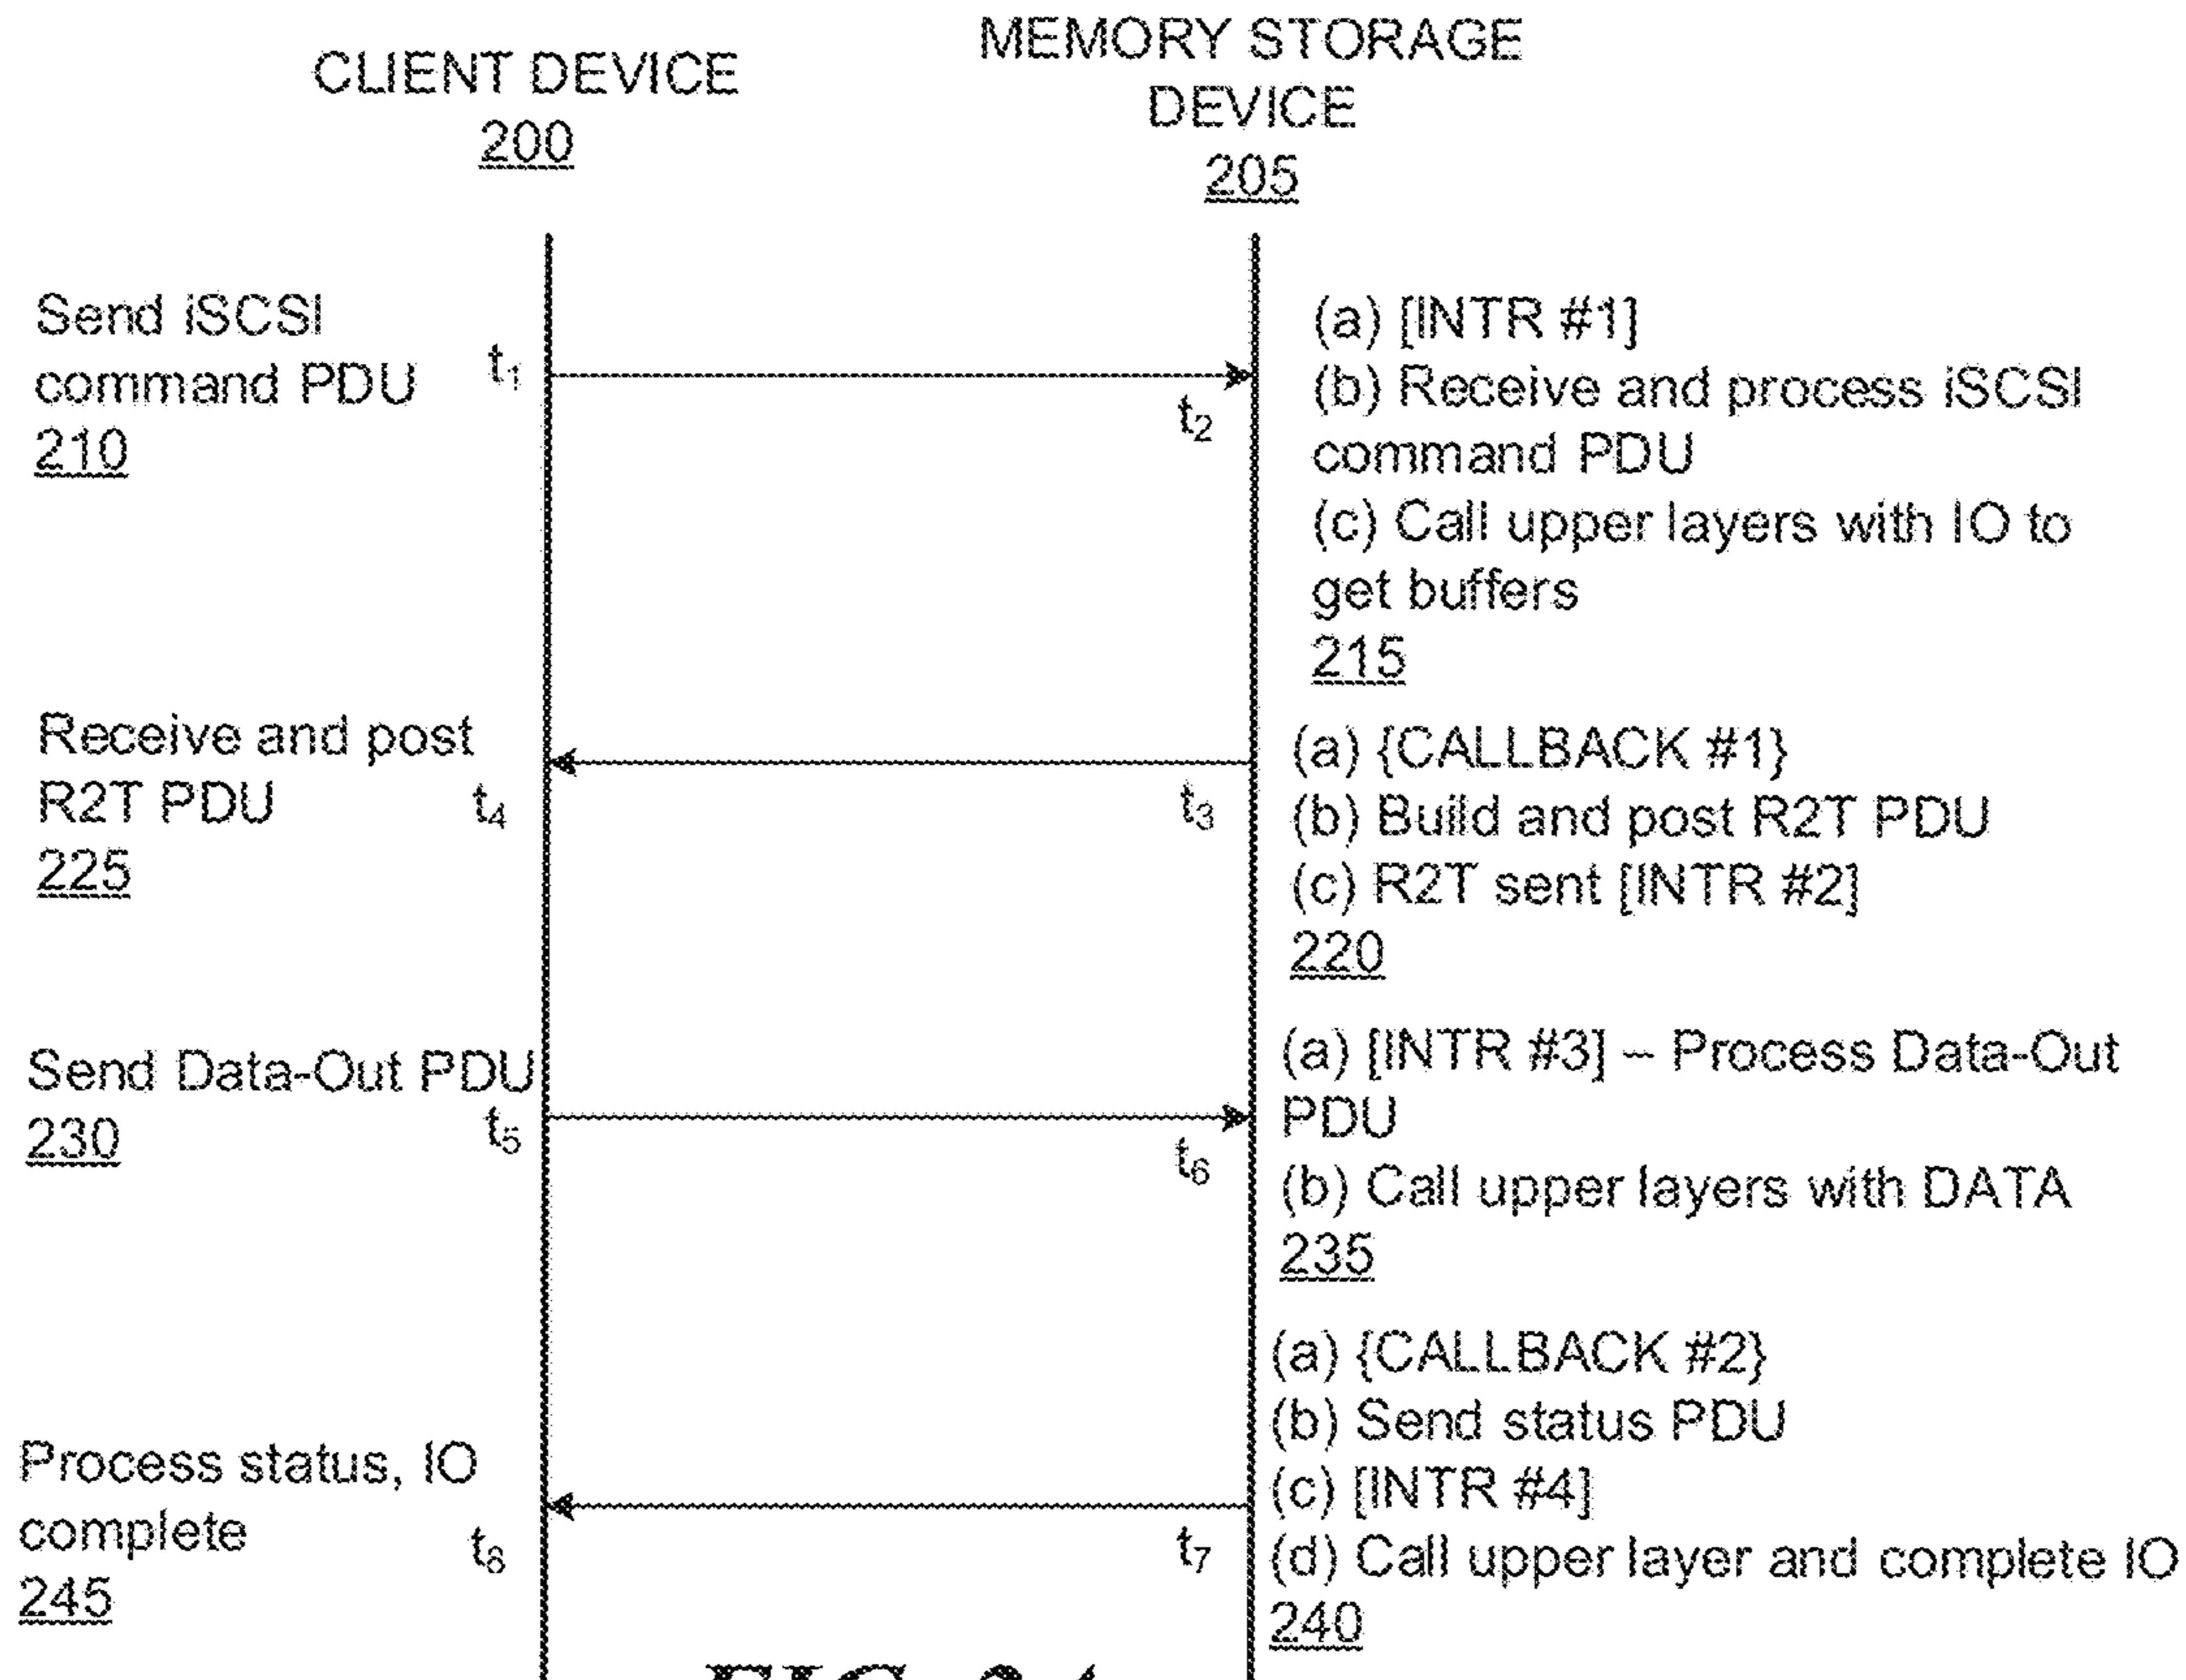 CLIENT DEVICE
200
MEMORY STORAGE
DEVICE
205
Send iSCSI
command PDU
210
t1
t2
(a) [INTR #1]
(b) Receive and process iSCSI
command PDU
(c) Call upper layers with IO to
get buffers
215
Receive and post
R2T PDU
225
t4
t3
(a) {CALLBACK #1}
(b) Build and post R2T PDU
(c) R2T sent [INTR #2]
220
Send Data-Out PDU
230
t5
t6
(a) [INTR #3] – Process Data-Out
PDU
(b) Call upper layers with DATA
235
Process status, IO
complete
245
t8
t7
(a) {CALLBACK #2}
(b) Send status PDU
(c) [INTR #4]
(d) Call upper layer and complete IO
240